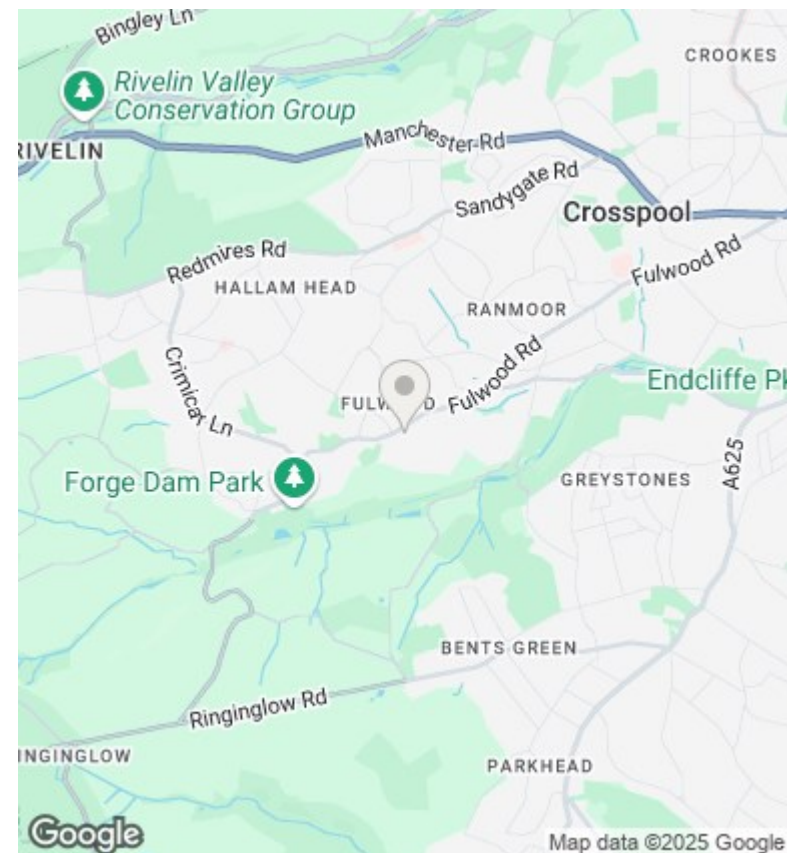 Bingley Ln
CROOKES
Rivelin Valley
Conservation Group
RIVELIN
Manchester Rd
Sandygate Rd
Crosspool
Redmires Rd
Fulwood Rd
HALLAM HEAD
RANMOOR
Crimicar Ln
Fulwood Rd
Endcliffe Pk
FULW D
Forge Dam Park
GREYSTONES
A625
BENTS GREEN
Ringinglow Rd
INGINGLOW
PARKHEAD
Google
Map data ©2025 Google